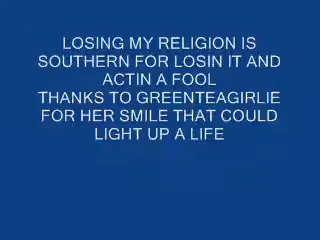 LOSING MY RELIGION IS
SOUTHERN FOR LOSIN IT AND
ACTIN A FOOL
THANKS TO GREENTEAGIRLIE
FOR HER SMILE THAT COULD
LIGHT UP A LIFE